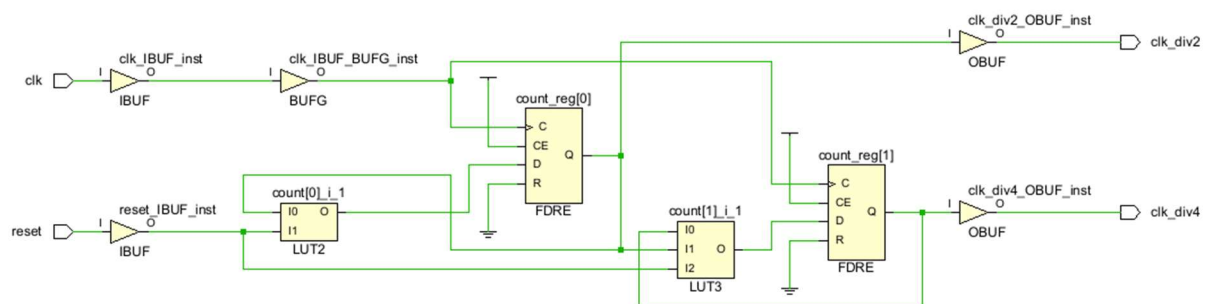 clk
I
clk_IBUF_inst
O
IBUF
I
clk_IBUF_BUFG_inst
O
BUFG
count_reg[0]
C
CE
D
R
Q
FDRE
clk_div2_OBUF_inst
I
O
OBUF
clk_div2
reset
I
reset_IBUF_inst
O
IBUF
count[0]_i_1
I0
I1
O
LUT2
count[1]_i_1
I0
I1
I2
O
LUT3
count_reg[1]
C
CE
D
R
Q
FDRE
clk_div4_OBUF_inst
I
O
OBUF
clk_div4